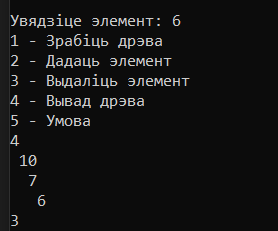 Увядзіце элемент: 6
1 - Зрабіць дрэва
2 - Дадаць элемент
3 - Выдаліць элемент
4 - Вывад дрэва
5 - Умова
4
10
7
6
3